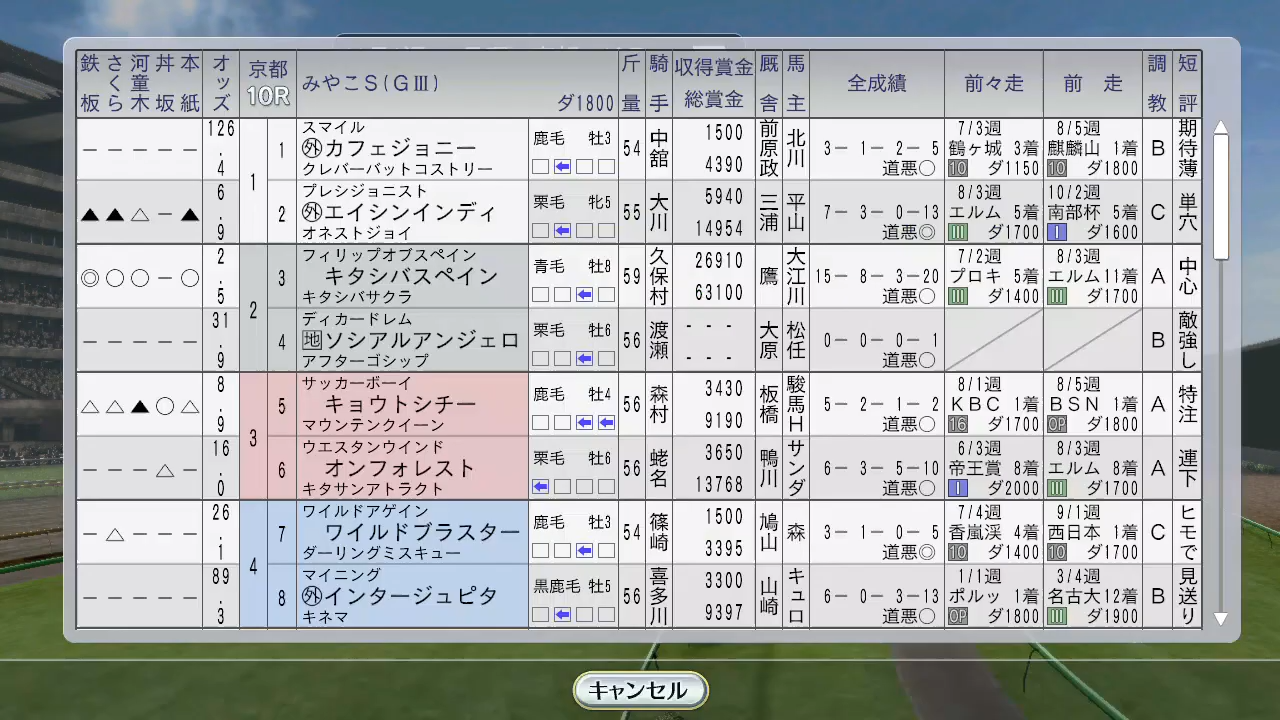 鉄板 さくら 河童木 丼坂 本紙 オッズ 京都10R みやこS(GⅢ) ダ1800 斤量 騎手 収得賞金 総賞金 厩舎 馬主 全成績 前々走 前走 調教 短評
－ － － － － 126.4 1 1 スマイル 鹿毛 牡3 54 中舘 1500 前原政 北川 3－ 1－ 2－ 5 7/3週 8/5週 B 期待薄
外カフェジョニー 鶴ヶ城 3着 麒麟山 1着
クレバーバットコストリー ← 4390 道悪○ 10 ダ1150 10 ダ1800
▲ ▲ △ － ▲ 6.9 2 プレシジョニスト 栗毛 牝5 55 大川 5940 三浦 平山 7－ 3－ 0－13 8/3週 10/2週 C 単穴
外エイシンインディ エルム 5着 南部杯 5着
オネストジョイ ← 14954 道悪◎ Ⅲ ダ1700 Ⅰ ダ1600
◎ ○ ○ － ○ 2.5 2 3 フィリップオブスペイン 青毛 牡8 59 久保村 26910 鷹 大江川 15－ 8－ 3－20 7/2週 8/3週 A 中心
キタシバスペイン プロキ 5着 エルム11着
キタシバサクラ ← 63100 道悪○ Ⅲ ダ1400 Ⅲ ダ1700
－ － － － － 31.9 4 ディカードレム 栗毛 牡6 56 渡瀬 - - - 大原 松任 0－ 0－ 0－ 1 B 敵強し
地ソシアルアンジェロ
アフターゴシップ ← - - - 道悪○
△ △ ▲ ○ △ 8.9 3 5 サッカーボーイ 鹿毛 牡4 56 森村 3430 板橋 駿馬H 5－ 2－ 1－ 2 8/1週 8/5週 A 特注
キョウトシチー KBC 1着 BSN 1着
マウンテンクイーン ← ← 9190 道悪○ 16 ダ1700 OP ダ1800
－ － － △ － 16.0 6 ウエスタンウインド 栗毛 牡6 56 蛯名 3650 鴨川 サンダ 6－ 3－ 5－10 6/3週 8/3週 A 連下
オンフォレスト 帝王賞 8着 エルム 8着
キタサンアトラクト ← 13768 道悪○ Ⅰ ダ2000 Ⅲ ダ1700
－ △ － － － 26.1 4 7 ワイルドアゲイン 鹿毛 牡3 54 篠崎 1500 鳩山 森 3－ 1－ 0－ 5 7/4週 9/1週 C ヒモで
ワイルドブラスター 香嵐渓 4着 西日本 1着
ダーリングミスキュー ← 3395 道悪◎ 10 ダ1400 10 ダ1700
－ － － － － 89.3 8 マイニング 黒鹿毛 牡5 56 喜多川 3300 山崎 キュロ 6－ 0－ 3－13 1/1週 3/4週 B 見送り
外インタージュピタ ポルッ 1着 名古大12着
キネマ ← 9397 道悪○ OP ダ1800 Ⅲ ダ1900
キャンセル